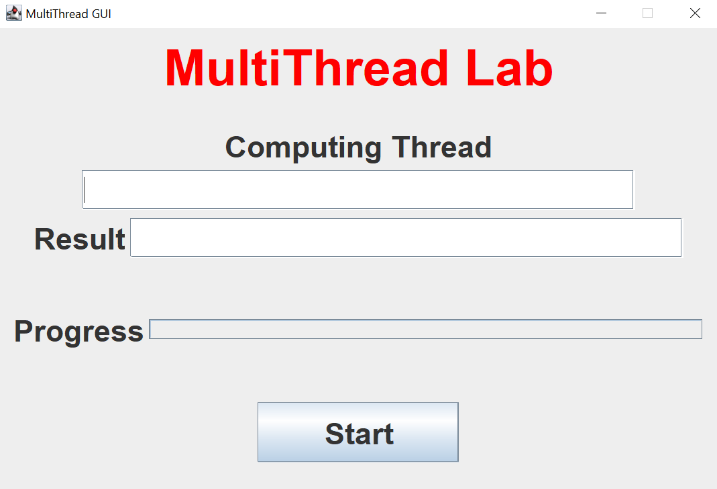 MultiThread GUI
MultiThread Lab
Computing Thread
Result
Progress
Start